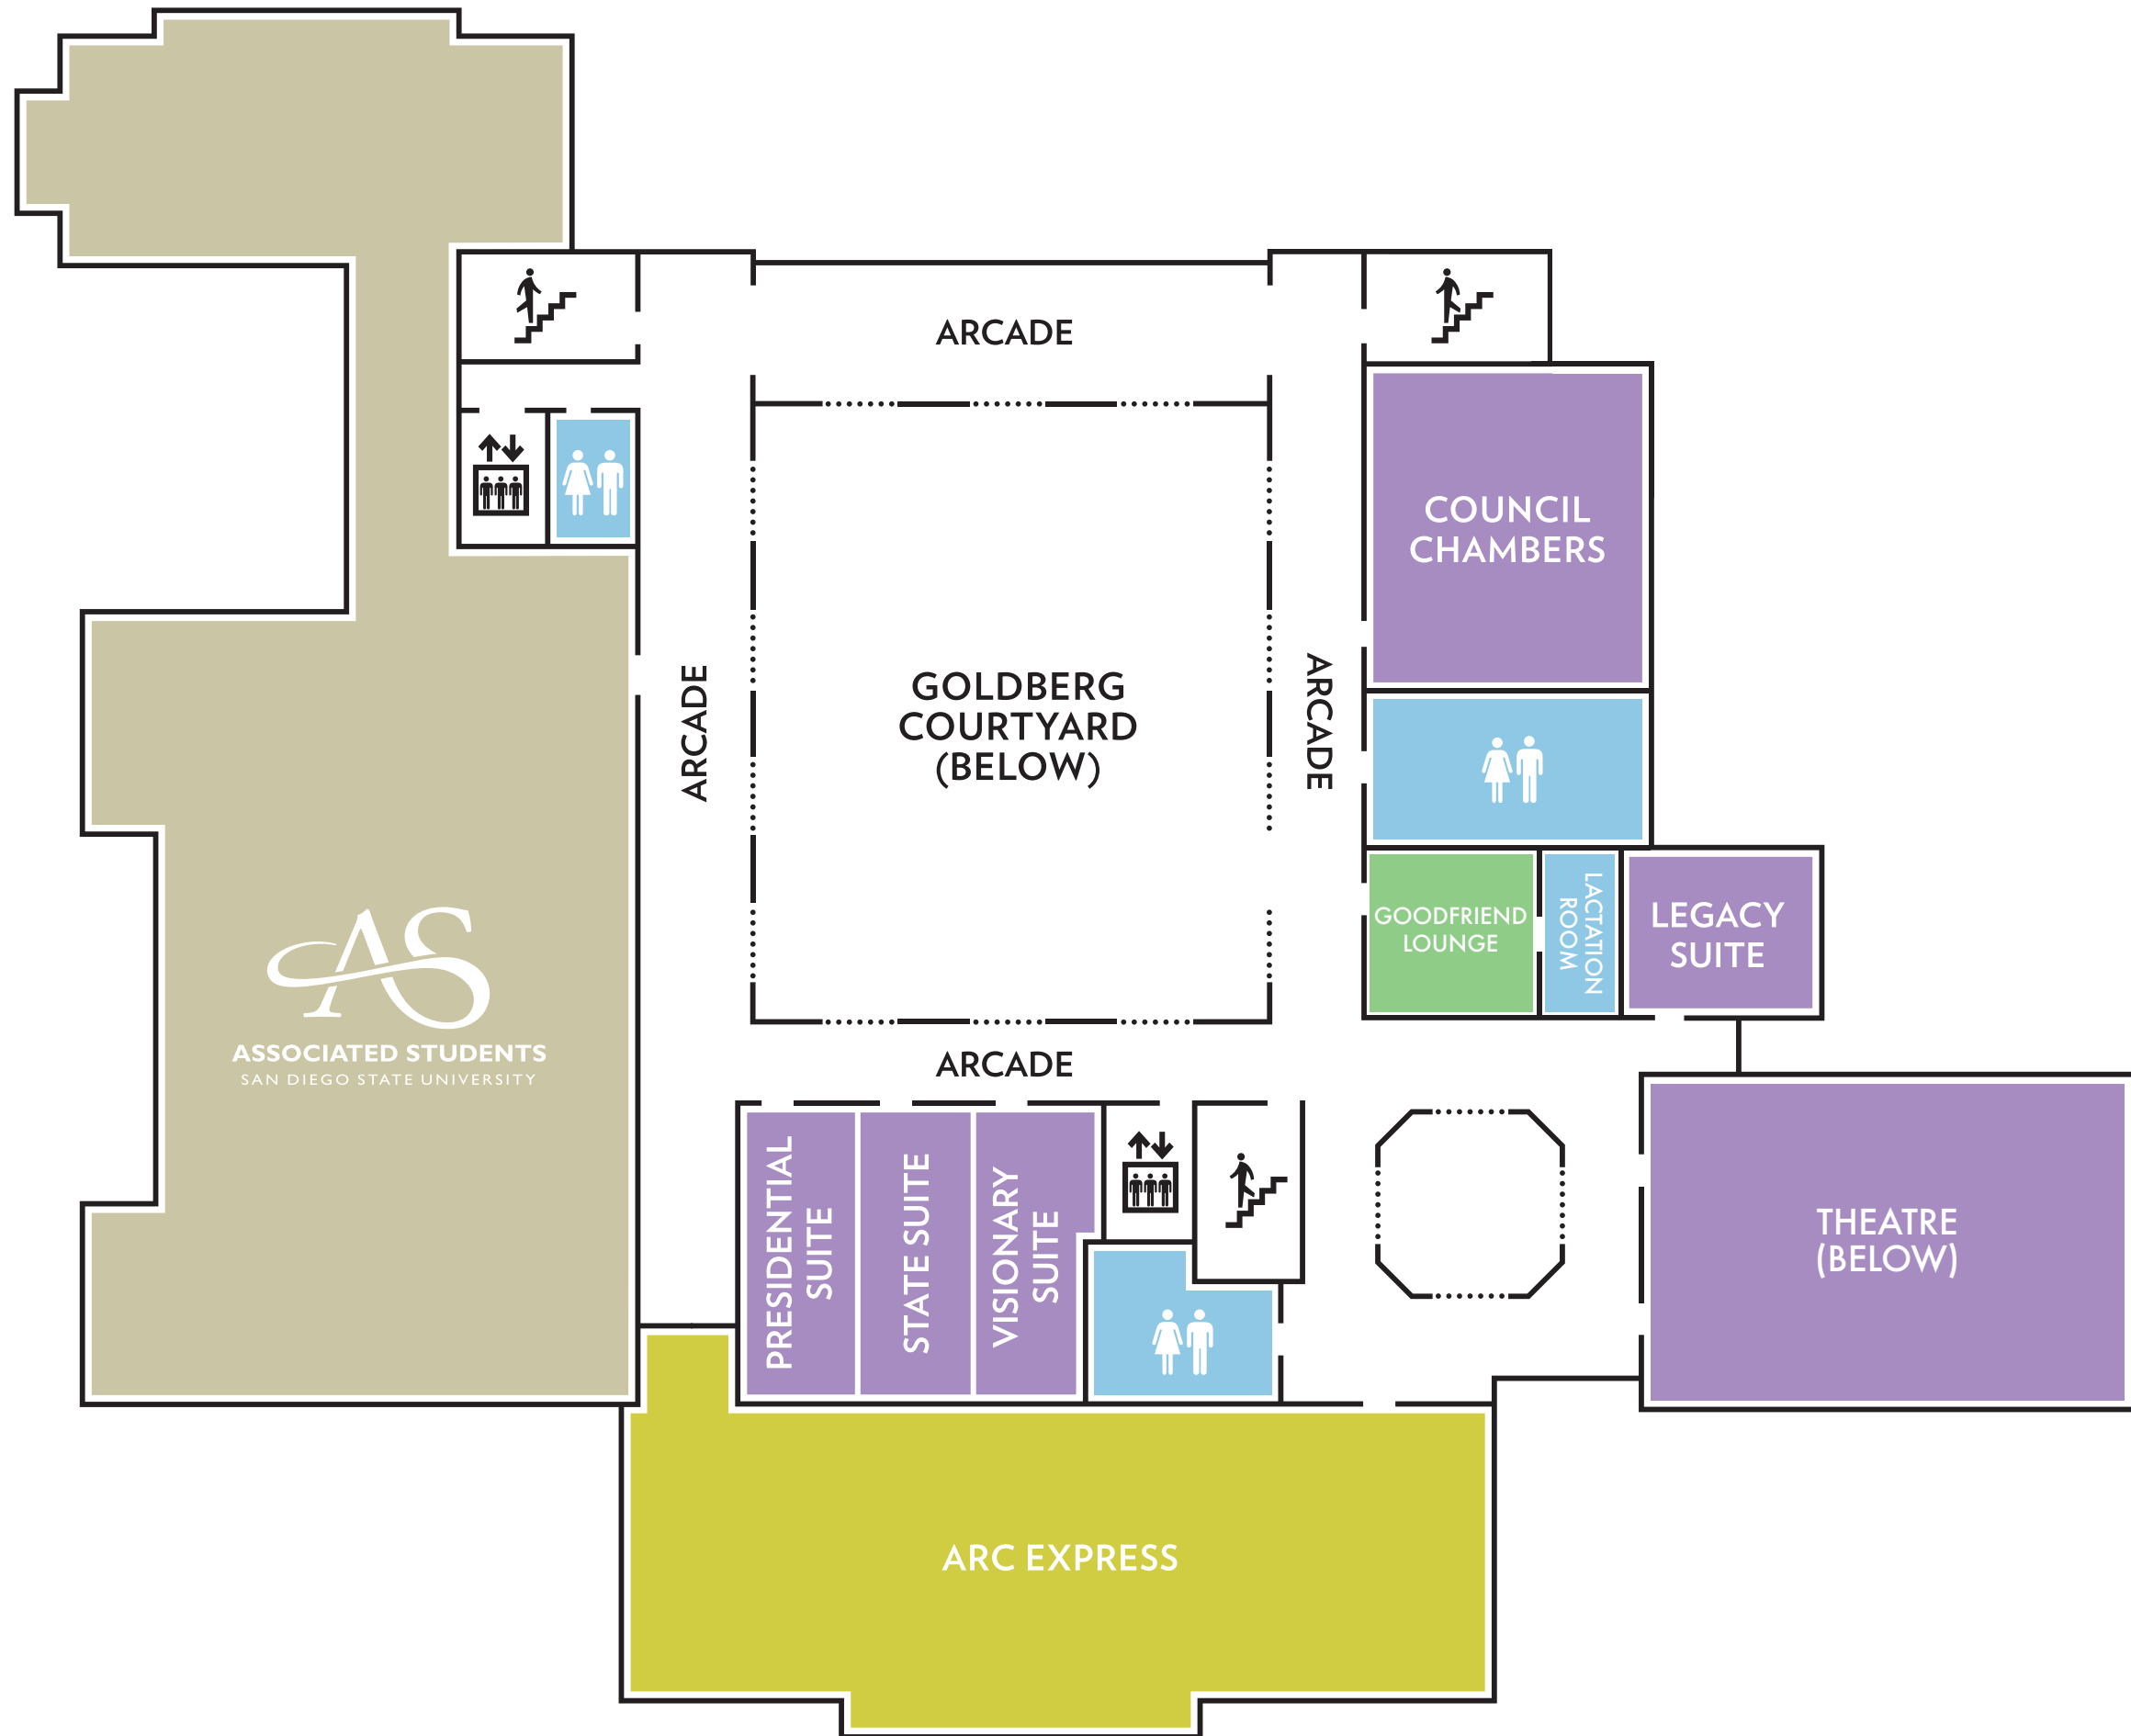 ARCADE
COUNCIL
CHAMBERS
ARCADE
GOLDBERG
COURTYARD
(BELOW)
ARCADE
GOODFRIEND
LOUNGE
LACTATION
ROOM
LEGACY
SUITE
AS
ASSOCIATED STUDENTS
SAN DIEGO STATE UNIVERSITY
ARCADE
PRESIDENTIAL
SUITE
STATE SUITE
VISIONARY
SUITE
THEATRE
(BELOW)
ARC EXPRESS